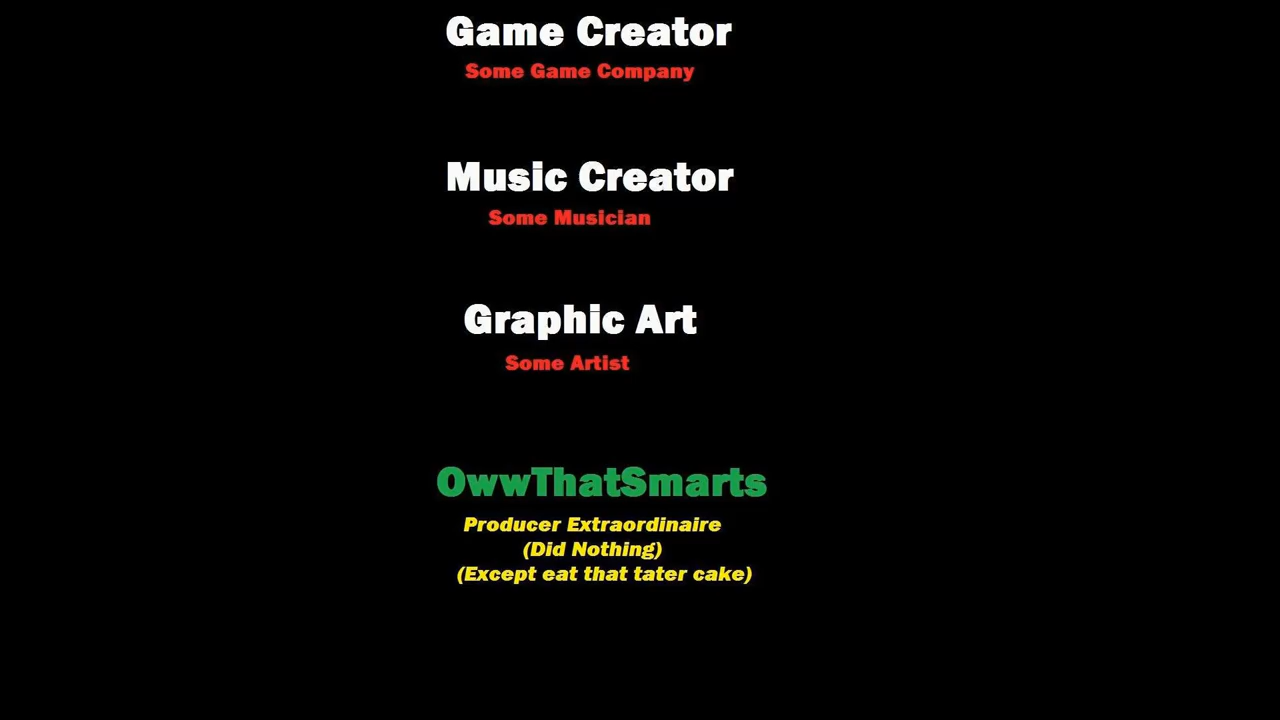 Game Creator
Some Game Company
Music Creator
Some Musician
Graphic Art
Some Artist
OwwThatSmarts
Producer Extraordinaire
(Did Nothing)
(Except eat that tater cake)